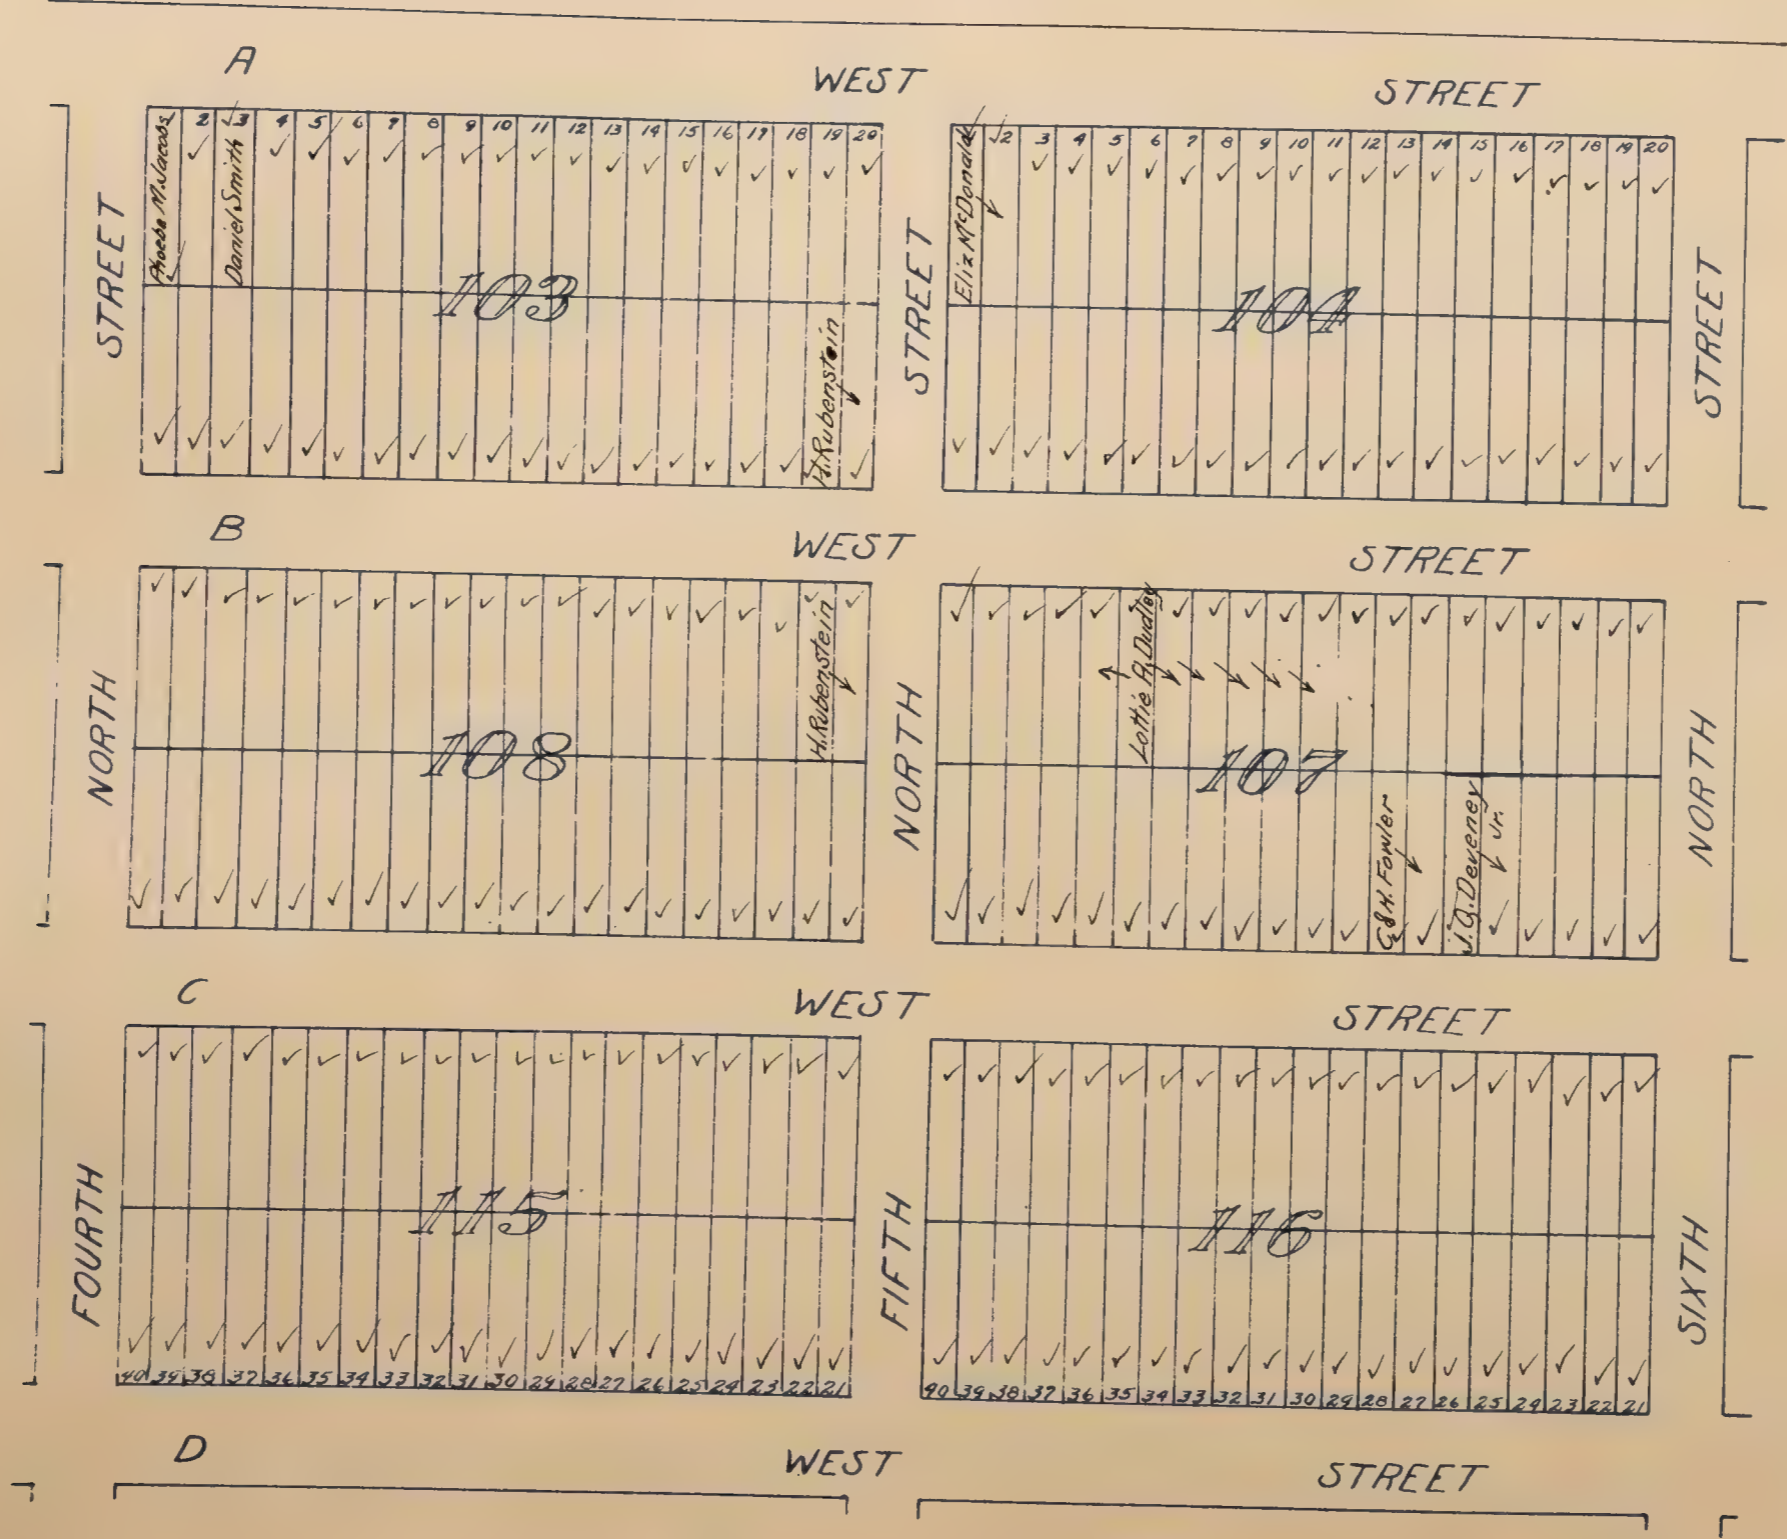 A WEST STREET
STREET STREET STREET
2 3 4 5 6 7 8 9 10 11 12 13 14 15 16 17 18 19 20
2 3 4 5 6 7 8 9 10 11 12 13 14 15 16 17 18 19 20
Phoebe M. Jacobs
Daniel Smith
Eliz McDonald
103
104
H. Rubenstein
B WEST STREET
NORTH NORTH NORTH
H. Rubenstein
Lottie R. Dudley
108
107
G & H. Fowler
J. Q. Deveney Jr.
C WEST STREET
FOURTH FIFTH SIXTH
115
116
40 39 38 37 36 35 34 33 32 31 30 29 28 27 26 25 24 23 22 21
40 39 38 37 36 35 34 33 32 31 30 29 28 27 26 25 24 23 22 21
D WEST STREET